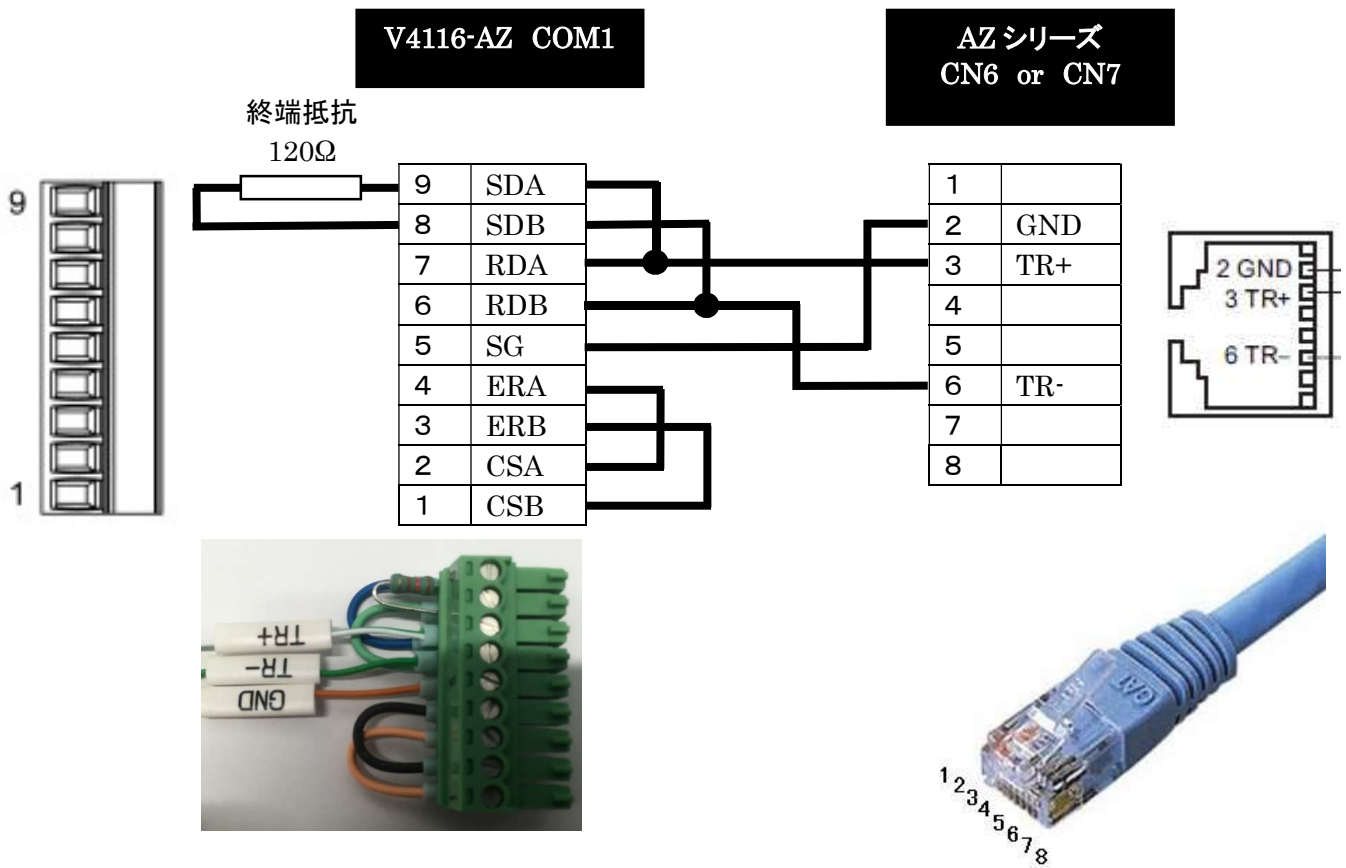 V4116-AZ COM1
AZ シリーズ
CN6 or CN7
終端抵抗
120Ω
9
1
9 SDA
8 SDB
7 RDA
6 RDB
5 SG
4 ERA
3 ERB
2 CSA
1 CSB
1
2 GND
3 TR+
4
5
6 TR-
7
8
2 GND
3 TR+
6 TR-
TR+
TR-
GND
CAT
1 2 3 4 5 6 7 8